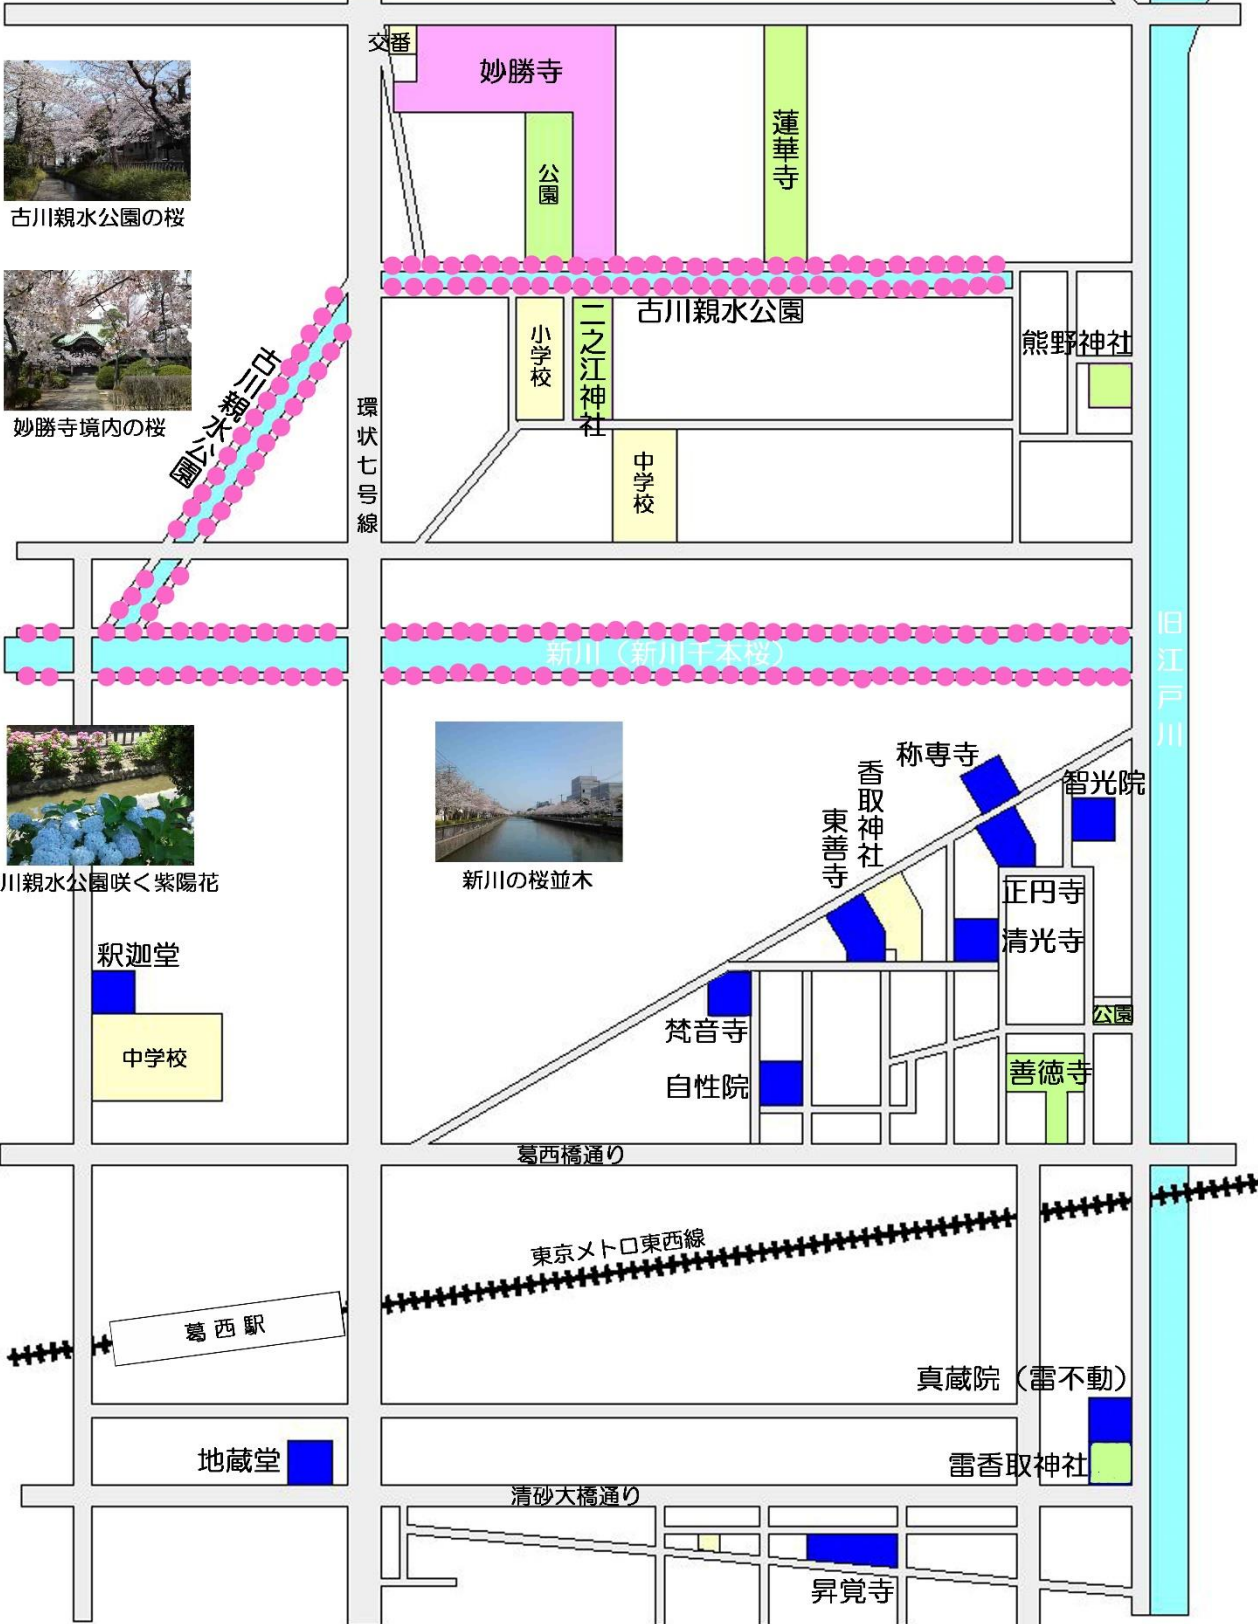 交番
妙勝寺
蓮華寺
公園
古川親水公園の桜
古川親水公園
二之江神社
小学校
熊野神社
妙勝寺境内の桜
古川親水公園
環状七号線
中学校
新川（新川千本桜）
旧江戸川
称専寺
香取神社
東善寺
智光院
川親水公園咲く紫陽花
新川の桜並木
正円寺
清光寺
釈迦堂
公園
梵音寺
中学校
善徳寺
自性院
葛西橋通り
東京メトロ東西線
葛西駅
真蔵院（雷不動）
地蔵堂
雷香取神社
清砂大橋通り
昇覚寺